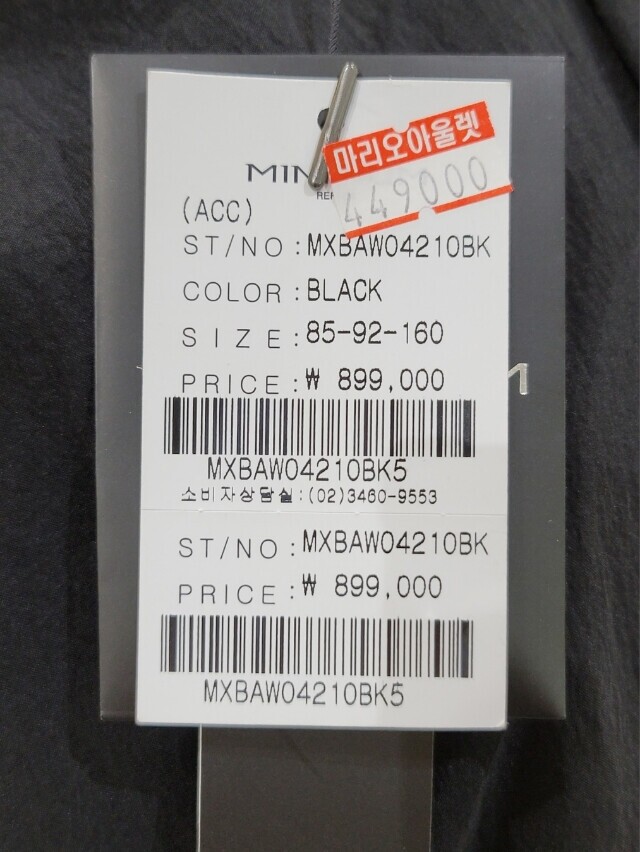 마리오아울렛
449000
MIN
REN
(ACC)
ST/NO:MXBAW04210BK
COLOR:BLACK
SIZE:85-92-160
PRICE:₩ 899,000
MXBAW04210BK5
소비자상담실:(02)3460-9553
ST/NO:MXBAW04210BK
PRICE:₩ 899,000
MXBAW04210BK5